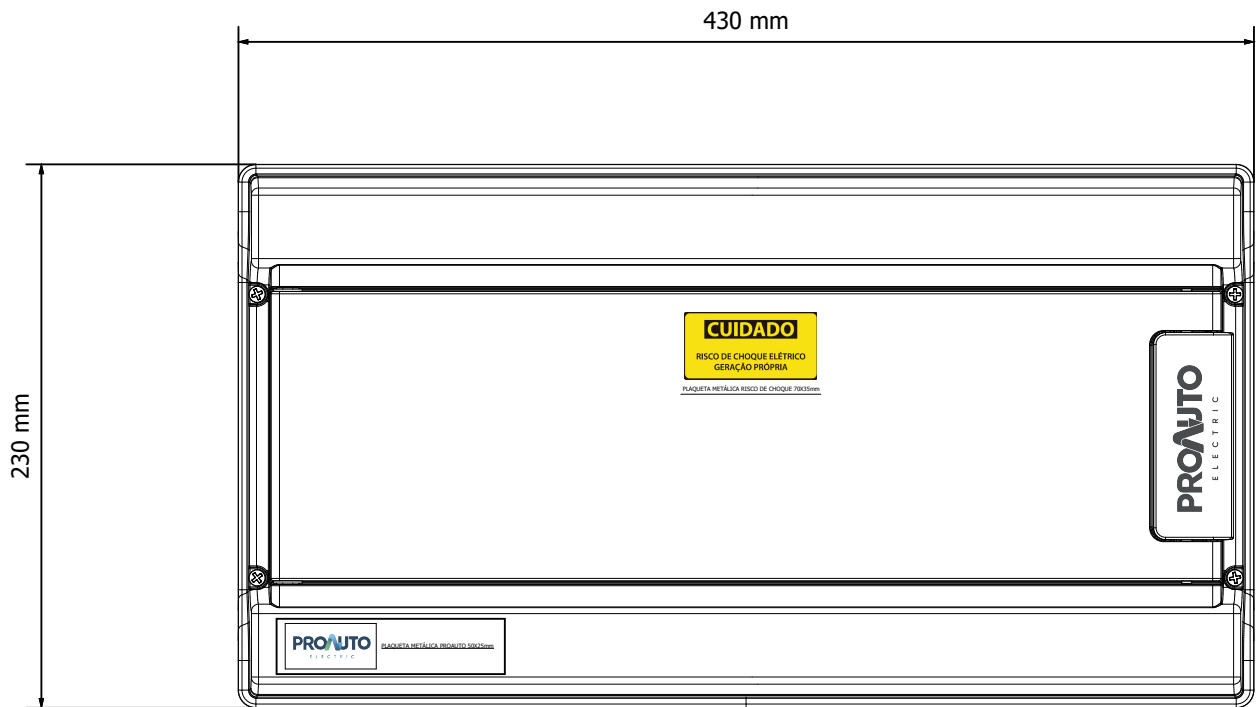 430 mm
230 mm
CUIDADO
RISCO DE CHOQUE ELÉTRICO
GERAÇÃO PRÓPRIA
PLAQUETA METÁLICA RISCO DE CHOQUE 70X35mm
PROAUTO
ELECTRIC
PROAUTO
ELECTRIC
PLAQUETA METÁLICA PROAUTO 50X25mm